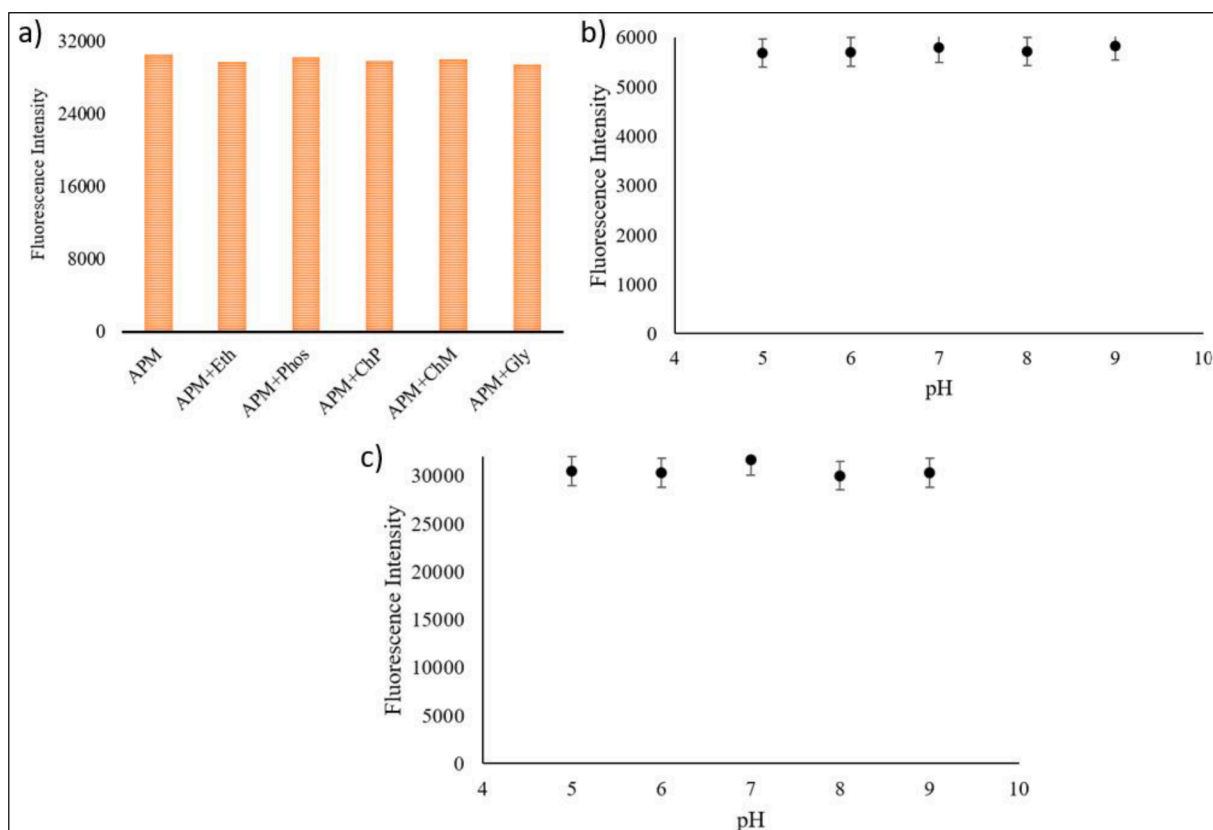 a)
Fluorescence Intensity
32000
24000
16000
8000
0
APM
APM+Eth
APM+Phos
APM+ChP
APM+ChM
APM+Gly
b)
Fluorescence Intensity
6000
5000
4000
3000
2000
1000
0
4 5 6 7 8 9 10
pH
c)
Fluorescence Intensity
30000
25000
20000
15000
10000
5000
0
4 5 6 7 8 9 10
pH